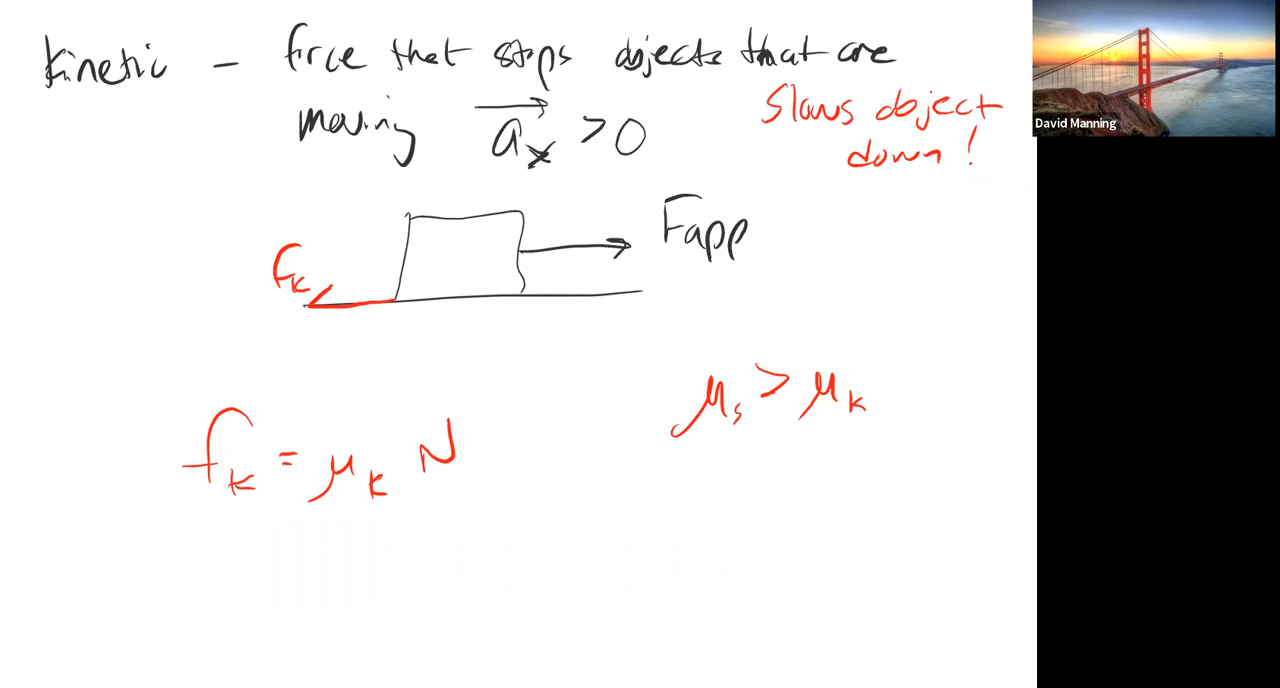 Kinetic - force that stops objects that are
moving a⃗ₓ > 0
Slows object
down!
Fapp
fₖ
μₛ > μₖ
fₖ = μₖ N
David Manning